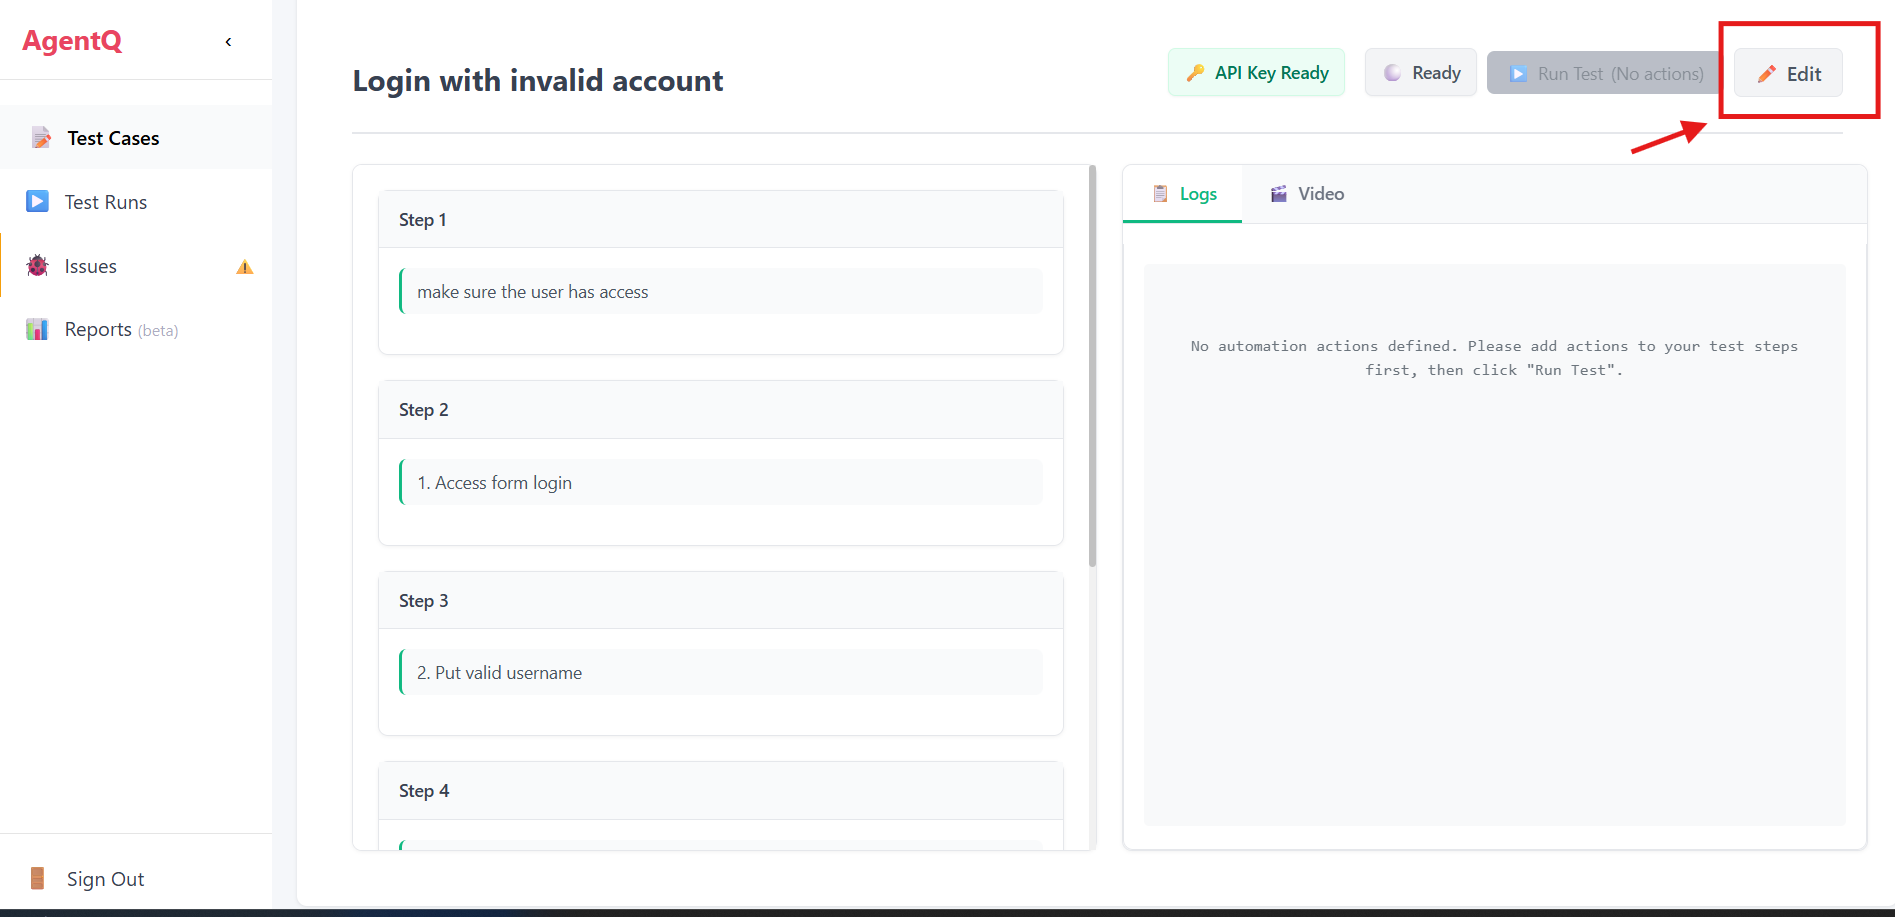 AgentQ
Test Cases
Test Runs
Issues
Reports (beta)
Sign Out
Login with invalid account
API Key Ready
Ready
Run Test (No actions)
Edit
Step 1
make sure the user has access
Step 2
1. Access form login
Step 3
2. Put valid username
Step 4
Logs
Video
No automation actions defined. Please add actions to your test steps
first, then click "Run Test".